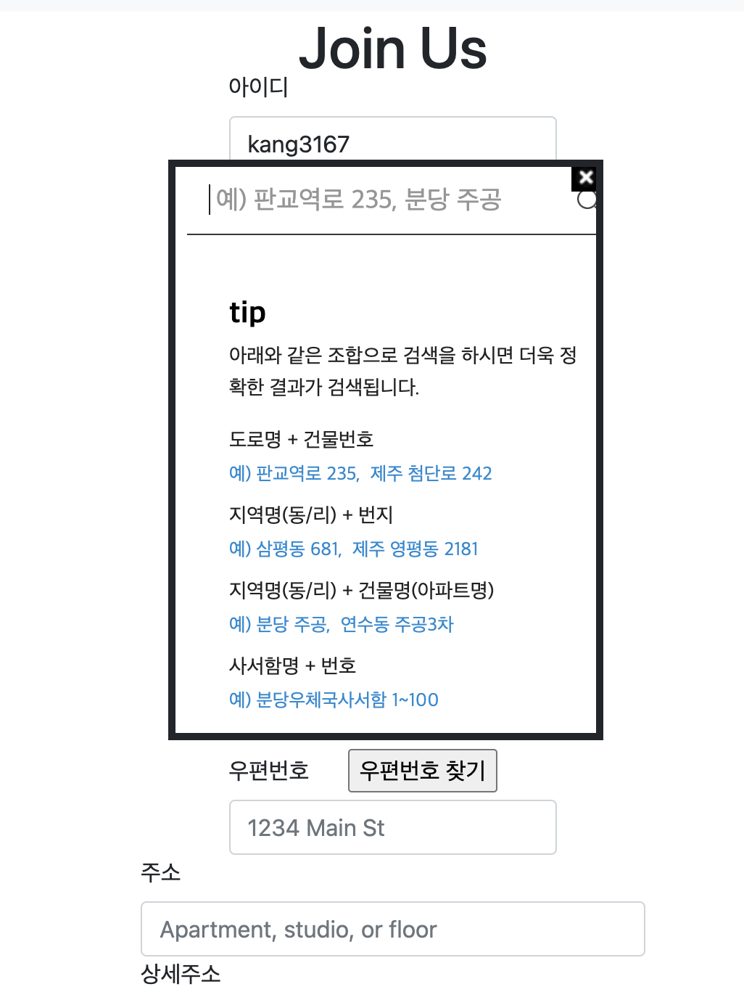 Join Us
아이디
kang3167
예) 판교역로 235, 분당 주공
tip
아래와 같은 조합으로 검색을 하시면 더욱 정
확한 결과가 검색됩니다.
도로명 + 건물번호
예) 판교역로 235, 제주 첨단로 242
지역명(동/리) + 번지
예) 삼평동 681, 제주 영평동 2181
지역명(동/리) + 건물명(아파트명)
예) 분당 주공, 연수동 주공3차
사서함명 + 번호
예) 분당우체국사서함 1~100
우편번호 우편번호 찾기
1234 Main St
주소
Apartment, studio, or floor
상세주소